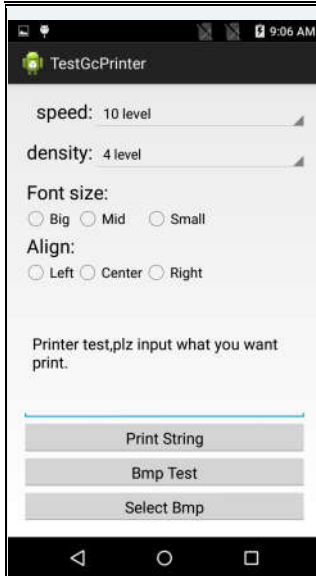 9:06 AM
TestGcPrinter
speed: 10 level
density: 4 level
Font size:
Big Mid Small
Align:
Left Center Right
Printer test,plz input what you want
print.
Print String
Bmp Test
Select Bmp